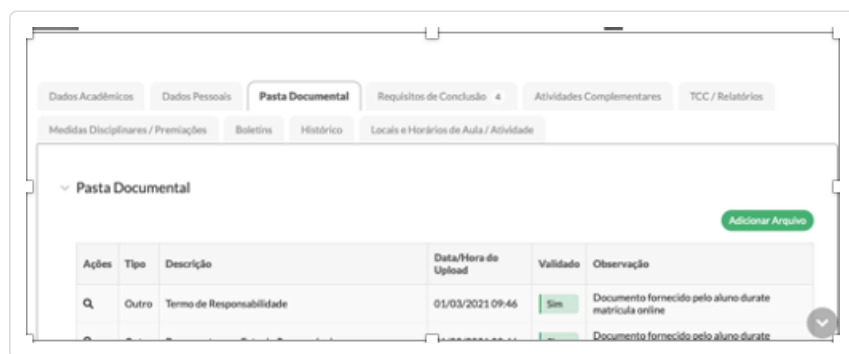 Dados Acadêmicos Dados Pessoais Pasta Documental Requisitos de Conclusão 4 Atividades Complementares TCC / Relatórios
Medidas Disciplinares / Premiações Boletins Histórico Locais e Horários de Aula / Atividade
Pasta Documental
Adicionar Arquivo
Ações Tipo Descrição Data/Hora do Upload Validado Observação
Outro Termo de Responsabilidade 01/03/2021 09:46 Sim Documento fornecido pelo aluno durate
matrícula online
Documento fornecido pelo aluno durate